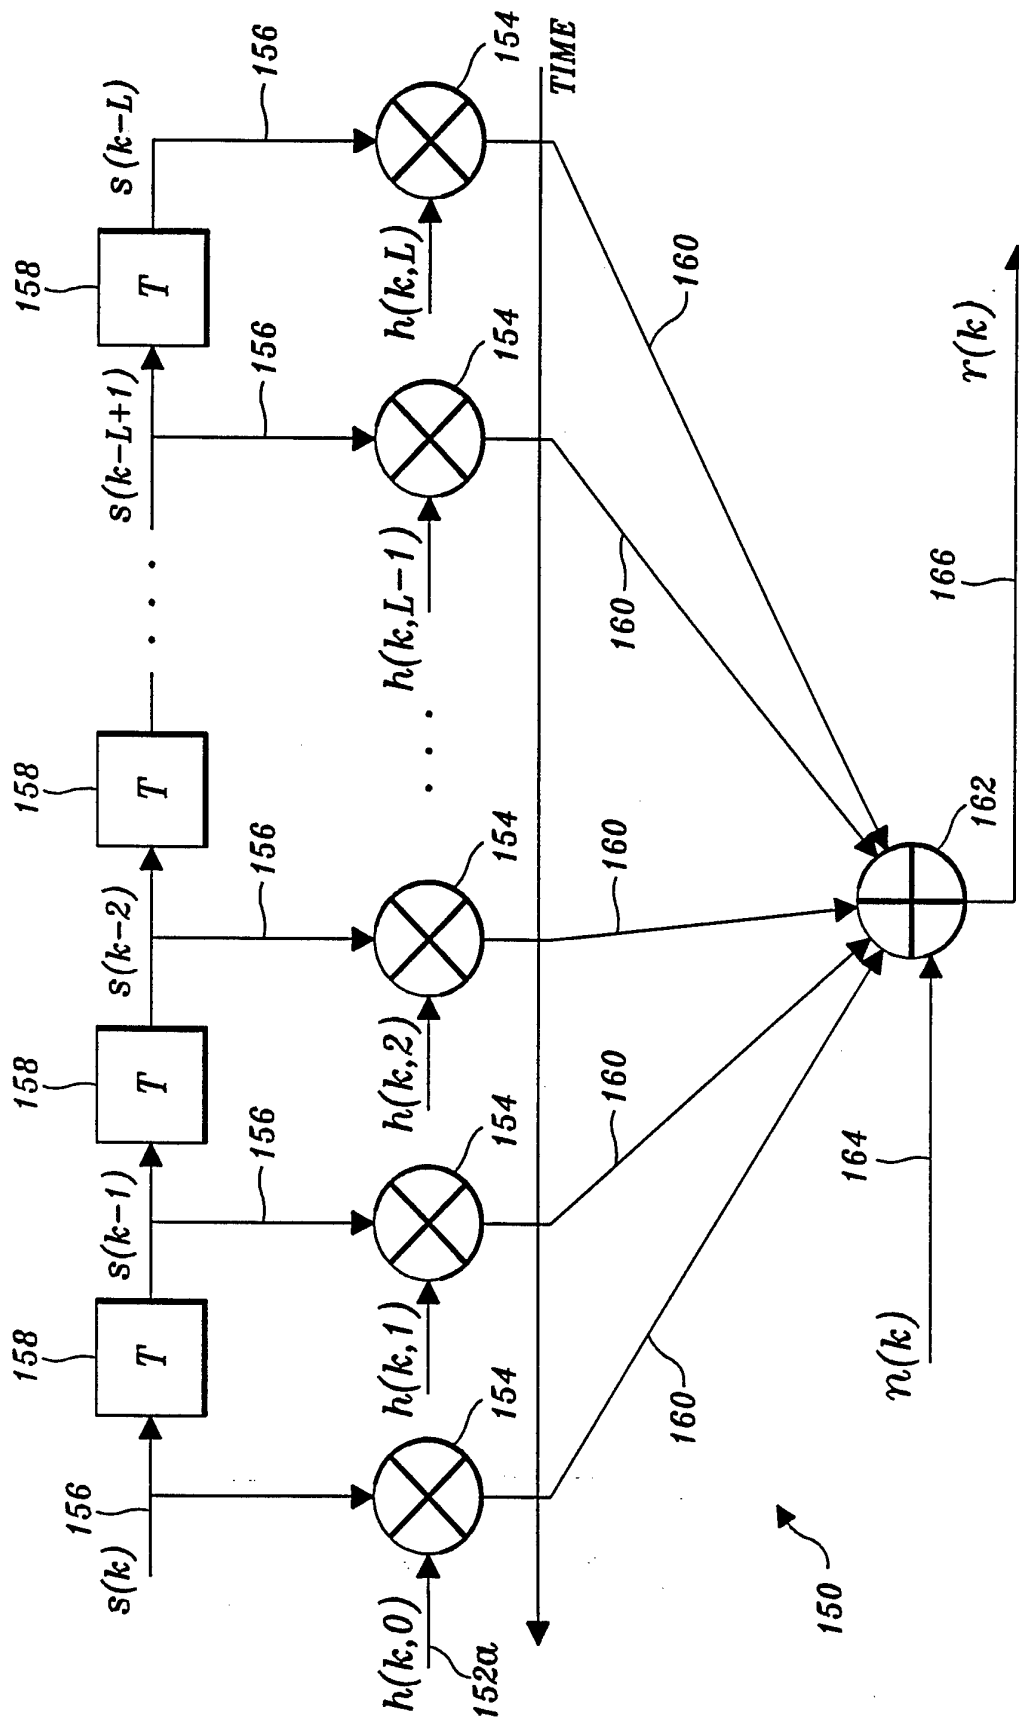 158 158 158 158
156
s(k) s(k-1) s(k-2) . . . s(k-L+1) s(k-L)
T T T T
156 156 156 156
h(k,0) h(k,1) h(k,2) . . . h(k,L-1) h(k,L)
152a 154 154 154 154 154
TIME
160 160 160 160 160
150
n(k) 164 162 166 r(k)